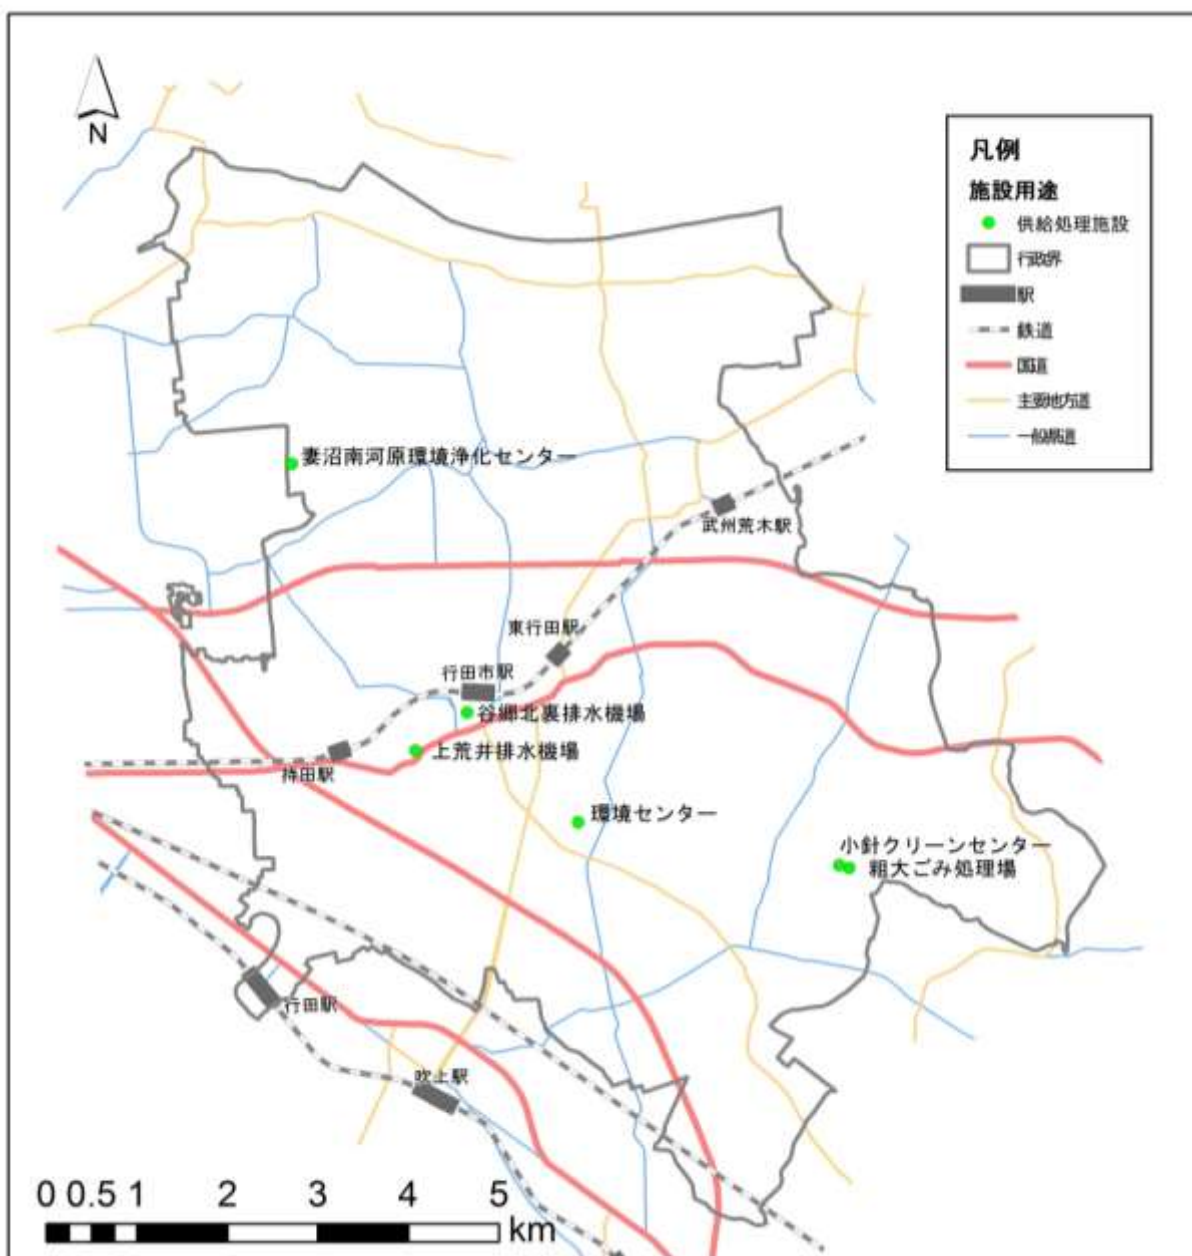 N
凡例
施設用途
供給処理施設
行政界
駅
鉄道
国道
主要地方道
一般県道
妻沼南河原環境浄化センター
武州荒木駅
東行田駅
行田市駅
谷郷北裏排水機場
上荒井排水機場
持田駅
環境センター
小針クリーンセンター
粗大ごみ処理場
行田駅
吹上駅
0 0.5 1 2 3 4 5
km